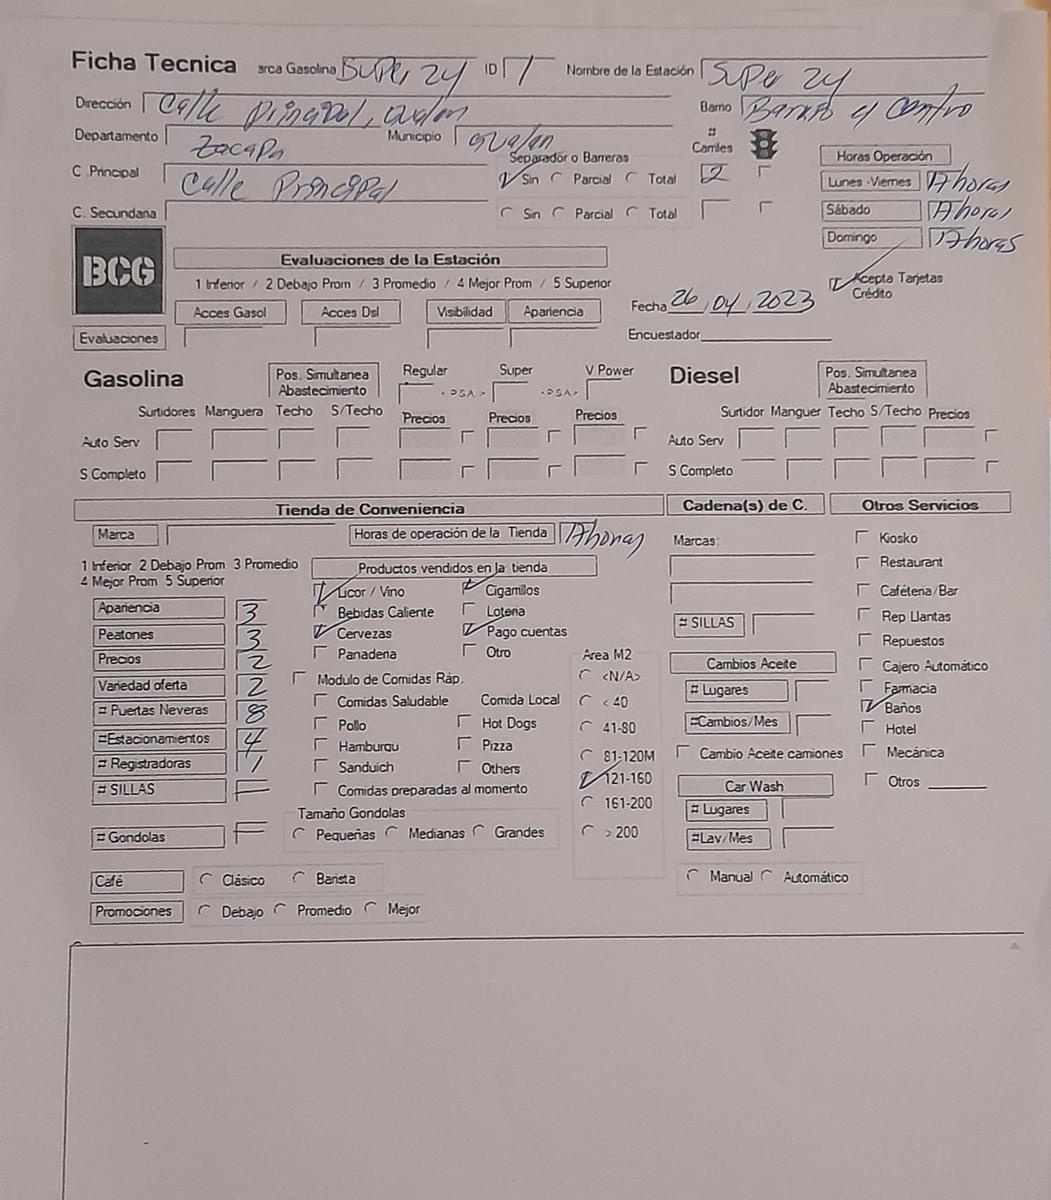 Ficha Tecnica arca Gasolina Super 24 ID 1 Nombre de la Estación Super 24
Dirección Calle Principal, Gualan Barrio Barrio el Centro
Departamento Zacapa Municipio Gualan # Carriles
C .Principal Calle Principal Separador o Barreras Sin Parcial Total 2
C. Secundana Sin Parcial Total
Horas Operación
Lunes -Viernes 17horas
Sábado 17horas
Domingo 17horas
BCG
Evaluaciones de la Estación
1 Inferior / 2 Debajo Prom / 3 Promedio / 4 Mejor Prom / 5 Superior
Acepta Tarjetas Crédito
Acces Gasol Acces Dsl Visibilidad Apariencia
Fecha 26/04/2023
Evaluaciones
Encuestador
Gasolina Pos. Simultanea Abastecimiento Regular <DSA> Super <DSA> V.Power
Diesel Pos. Simultanea Abastecimiento
Surtidores Manguera Techo S/Techo Precios Precios Precios
Surtidor Manguer Techo S/Techo Precios
Auto Serv Auto Serv
S Completo S Completo
Tienda de Conveniencia Cadena(s) de C. Otros Servicios
Marca Horas de operación de la Tienda 17horas
1 Inferior 2 Debajo Prom 3 Promedio
4 Mejor Prom 5 Superior
Apariencia 3
Peatones 3
Precios 2
Variedad oferta 2
# Puertas Neveras 8
#Estacionamientos 4
# Registradoras 1
# SILLAS
# Gondolas
Productos vendidos en la tienda
Licor / Vino Cigarrillos
Bebidas Caliente Loteria
Cervezas Pago cuentas
Panaderia Otro
Modulo de Comidas Ráp.
Comidas Saludable Comida Local
Pollo Hot Dogs
Hamburgu Pizza
Sanduich Others
Comidas preparadas al momento
Tamaño Gondolas
Pequeñas Medianas Grandes
Area M2
<N/A>
< 40
41-80
81-120M
121-160
161-200
> 200
Marcas:
# SILLAS
Cambios Aceite
# Lugares
#Cambios/Mes
Cambio Aceite camiones
Car Wash
# Lugares
#Lav/Mes
Manual Automático
Kiosko
Restaurant
Cafétería/Bar
Rep Llantas
Repuestos
Cajero Automático
Farmacia
Baños
Hotel
Mecánica
Otros
Café Clásico Barista
Promociones Debajo Promedio Mejor